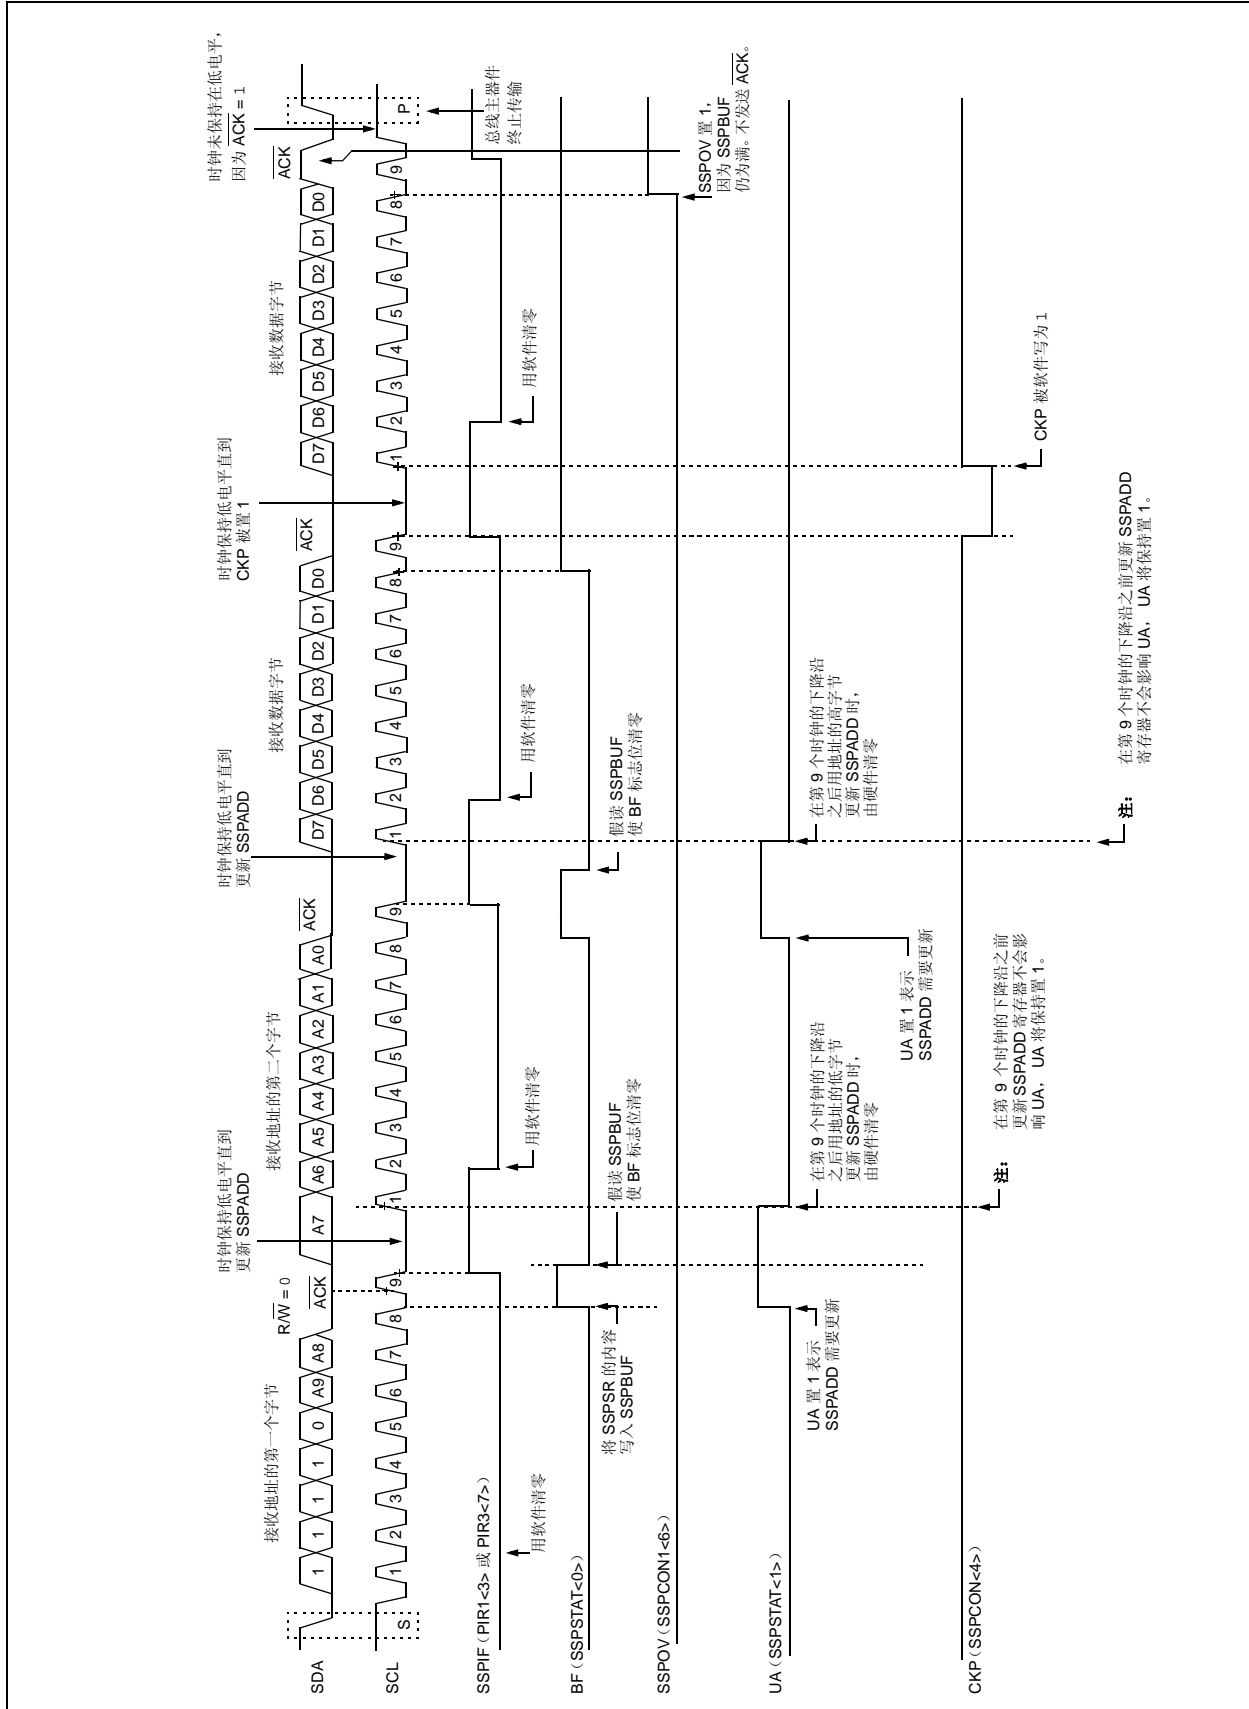 时钟未保持在低电平，
因为 ACK = 1
时钟保持低电平直到
CKP 被置 1
时钟保持低电平直到
更新 SSPADD
时钟保持低电平直到
更新 SSPADD
接收地址的第一个字节
R/W = 0
接收地址的第二个字节
接收数据字节
接收数据字节
SDA
1 1 1 1 0 A9 A8 ACK A7 A6 A5 A4 A3 A2 A1 A0 ACK D7 D6 D5 D4 D3 D2 D1 D0 ACK D7 D6 D5 D4 D3 D2 D1 D0 ACK
SCL
S 1 2 3 4 5 6 7 8 9 1 2 3 4 5 6 7 8 9 1 2 3 4 5 6 7 8 9 1 2 3 4 5 6 7 8 9 P
总线主器件
终止传输
SSPIF（PIR1<3> 或 PIR3<7>）
用软件清零
用软件清零
用软件清零
用软件清零
BF（SSPSTAT<0>）
将 SSPSR 的内容
写入 SSPBUF
假读 SSPBUF
使 BF 标志位清零
假读 SSPBUF
使 BF 标志位清零
SSPOV（SSPCON1<6>）
SSPOV 置 1，
因为 SSPBUF
仍为满。不发送 ACK。
UA（SSPSTAT<1>）
UA 置 1 表示
SSPADD 需要更新
在第 9 个时钟的下降沿
之后用地址的低字节
更新 SSPADD 时，
由硬件清零
UA 置 1 表示
SSPADD 需要更新
在第 9 个时钟的下降沿
之后用地址的高字节
更新 SSPADD 时，
由硬件清零
CKP（SSPCON<4>）
CKP 被软件写为 1
注： 在第 9 个时钟的下降沿之前
更新 SSPADD 寄存器不会影
响 UA， UA 将保持置 1。
注： 在第 9 个时钟的下降沿之前更新 SSPADD
寄存器不会影响 UA， UA 将保持置 1。